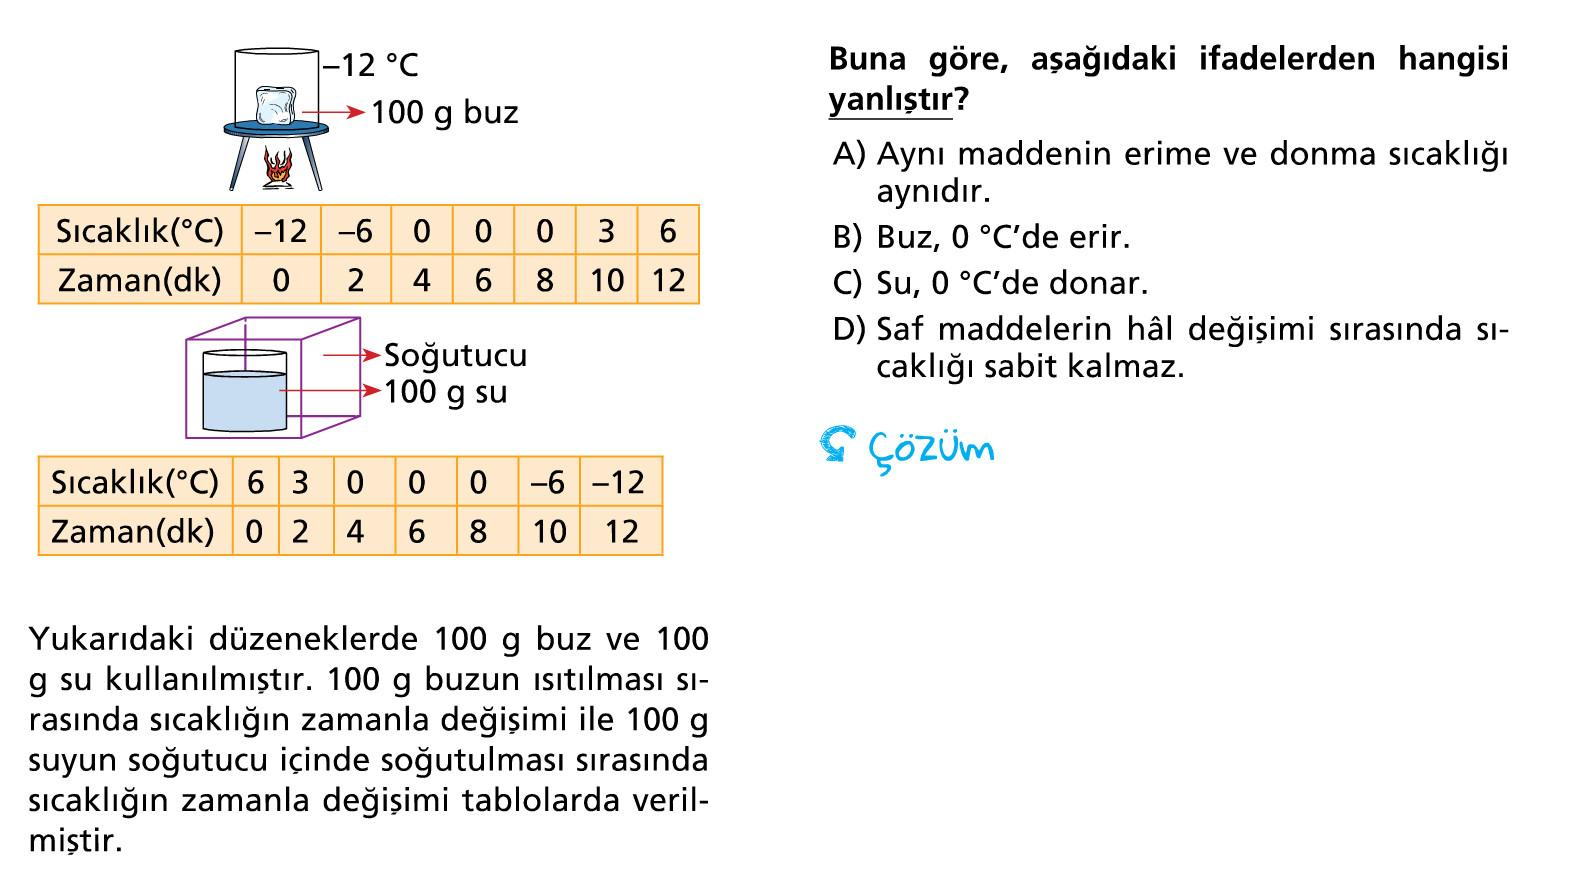 –12 °C
100 g buz
Sıcaklık(°C) –12 –6 0 0 0 3 6
Zaman(dk) 0 2 4 6 8 10 12
Soğutucu
100 g su
Sıcaklık(°C) 6 3 0 0 0 –6 –12
Zaman(dk) 0 2 4 6 8 10 12
Yukarıdaki düzeneklerde 100 g buz ve 100
g su kullanılmıştır. 100 g buzun ısıtılması sı-
rasında sıcaklığın zamanla değişimi ile 100 g
suyun soğutucu içinde soğutulması sırasında
sıcaklığın zamanla değişimi tablolarda veril-
miştir.
Buna göre, aşağıdaki ifadelerden hangisi
yanlıştır?
A) Aynı maddenin erime ve donma sıcaklığı
aynıdır.
B) Buz, 0 °C’de erir.
C) Su, 0 °C’de donar.
D) Saf maddelerin hâl değişimi sırasında sı-
caklığı sabit kalmaz.
Çözüm